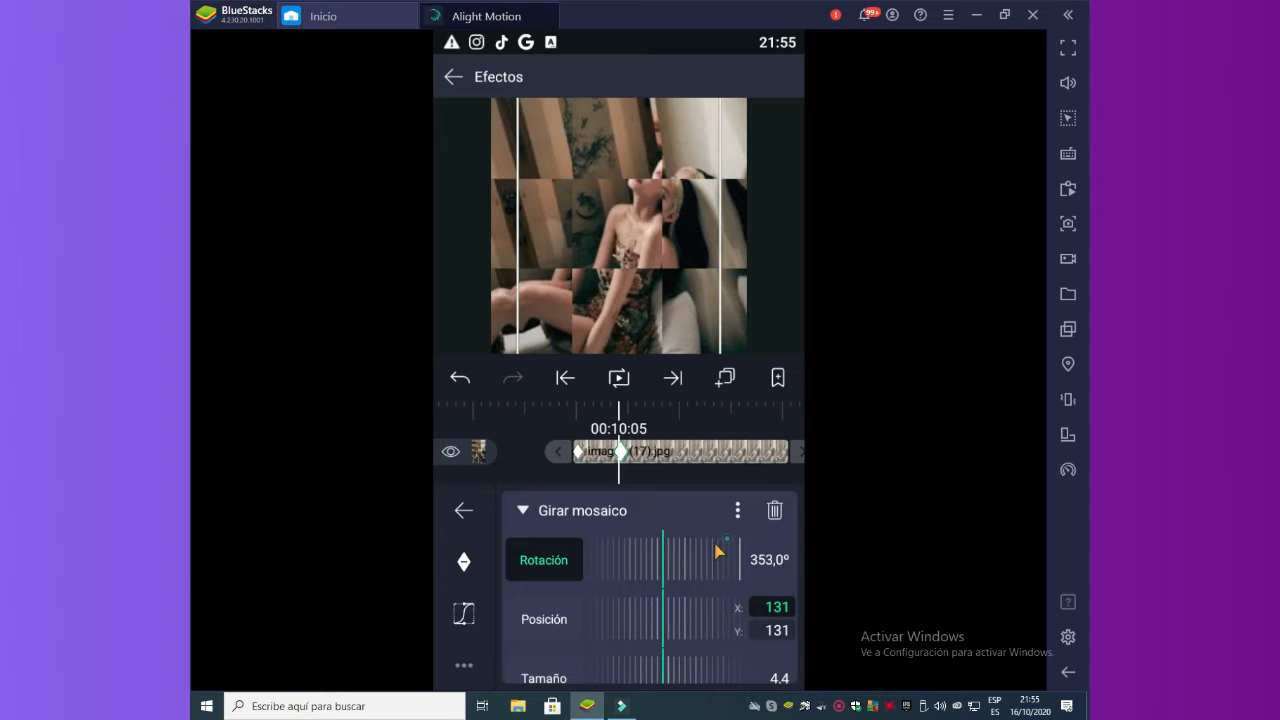 BlueStacks
4.230.20.1001
Inicio
Alight Motion
99+
21:55
Efectos
00:10:05
(17).jpg
Girar mosaico
Rotación
353,0º
Posición
X: 131
Y: 131
Tamaño
4.4
Activar Windows
Ve a Configuración para activar Windows.
Escribe aquí para buscar
ESP
ES
21:55
16/10/2020